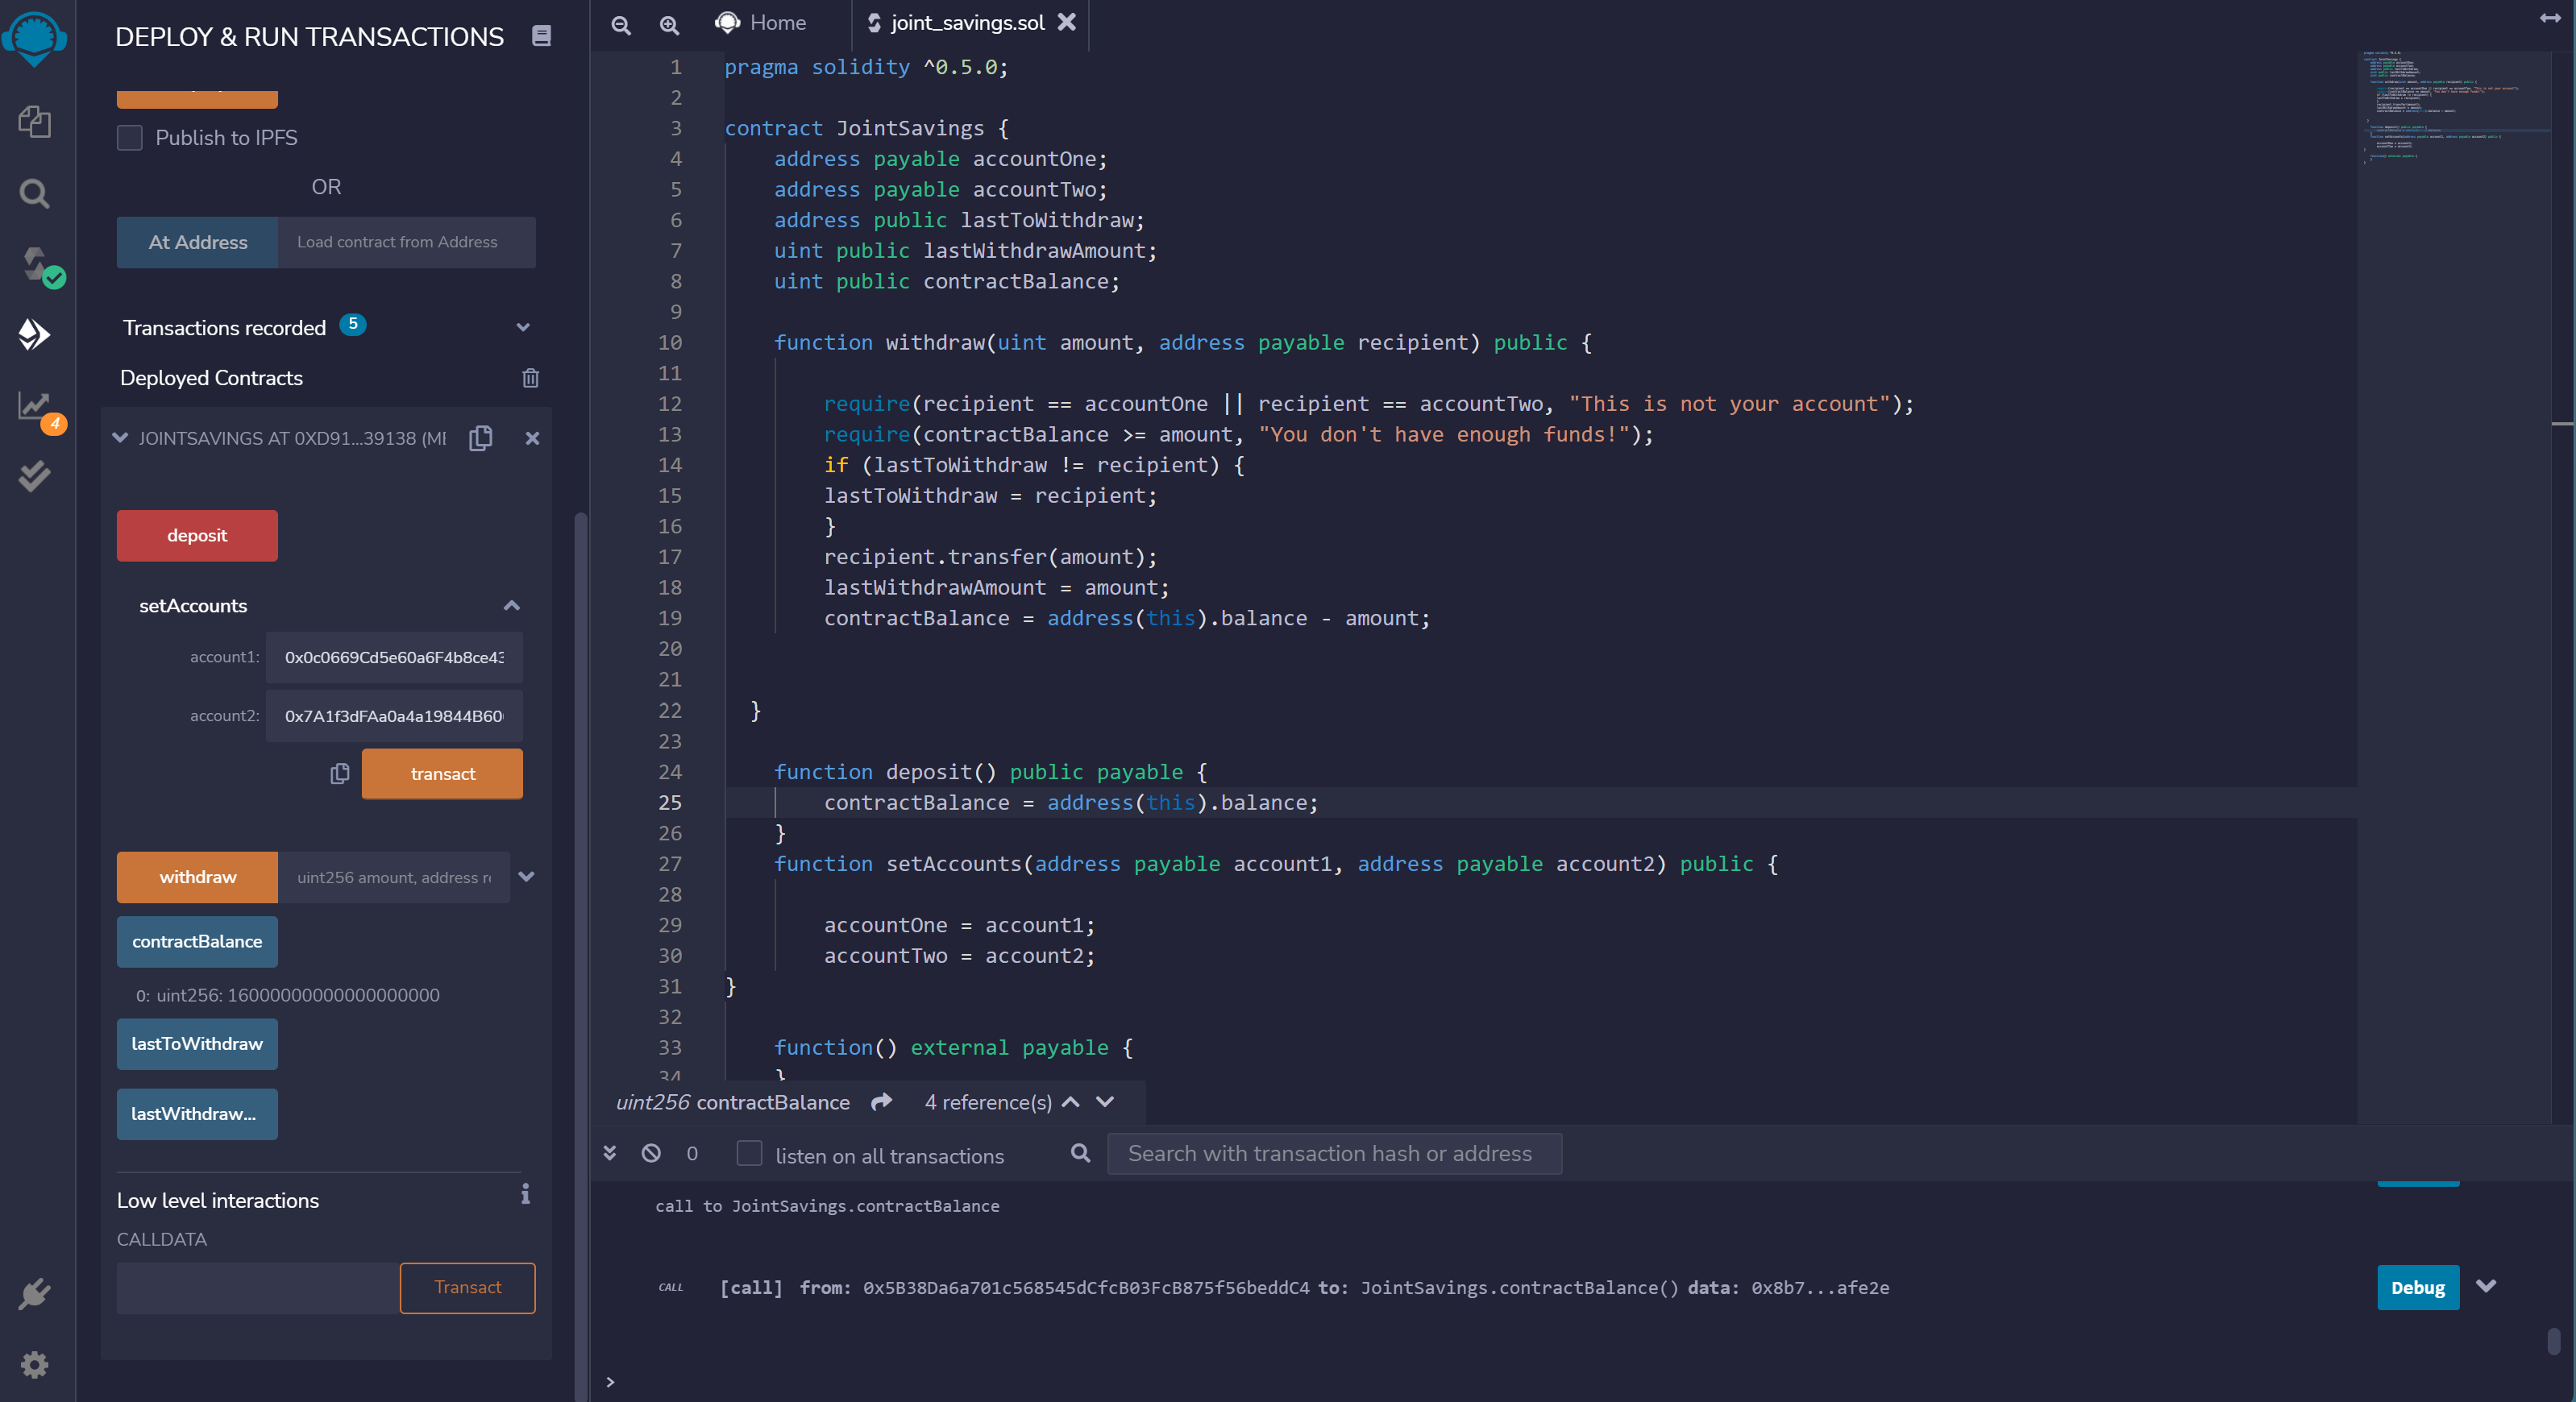 DEPLOY & RUN TRANSACTIONS
Publish to IPFS
OR
At Address
Load contract from Address
Transactions recorded 5
Deployed Contracts
4
JOINTSAVINGS AT 0XD91...39138 (ME
deposit
setAccounts
account1: 0x0c0669Cd5e60a6F4b8ce43
account2: 0x7A1f3dFAa0a4a19844B60
transact
withdraw
uint256 amount, address re
contractBalance
0: uint256: 16000000000000000000
lastToWithdraw
lastWithdraw...
Low level interactions
CALLDATA
Transact
Home
joint_savings.sol
1 pragma solidity ^0.5.0;
2
3 contract JointSavings {
4 address payable accountOne;
5 address payable accountTwo;
6 address public lastToWithdraw;
7 uint public lastWithdrawAmount;
8 uint public contractBalance;
9
10 function withdraw(uint amount, address payable recipient) public {
11
12 require(recipient == accountOne || recipient == accountTwo, "This is not your account");
13 require(contractBalance >= amount, "You don't have enough funds!");
14 if (lastToWithdraw != recipient) {
15 lastToWithdraw = recipient;
16 }
17 recipient.transfer(amount);
18 lastWithdrawAmount = amount;
19 contractBalance = address(this).balance - amount;
20
21
22 }
23
24 function deposit() public payable {
25 contractBalance = address(this).balance;
26 }
27 function setAccounts(address payable account1, address payable account2) public {
28
29 accountOne = account1;
30 accountTwo = account2;
31 }
32
33 function() external payable {
34 }
uint256 contractBalance 4 reference(s)
0 listen on all transactions
Search with transaction hash or address
call to JointSavings.contractBalance
CALL [call] from: 0x5B38Da6a701c568545dCfcB03FcB875f56beddC4 to: JointSavings.contractBalance() data: 0x8b7...afe2e
Debug
>